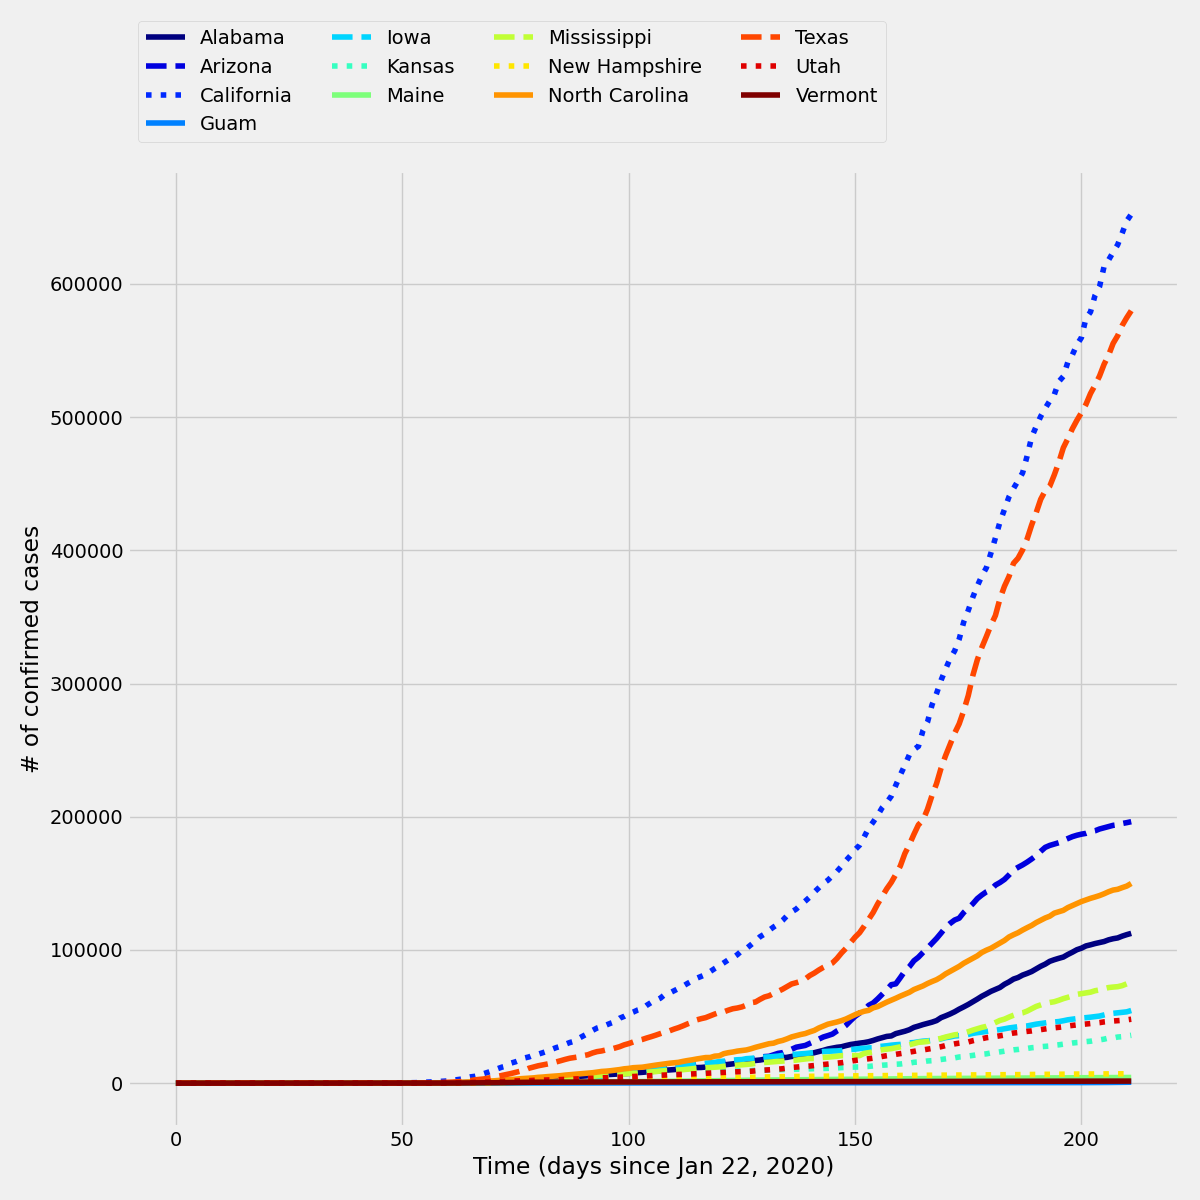 Alabama Iowa Mississippi Texas
Arizona Kansas New Hampshire Utah
California Maine North Carolina Vermont
Guam
600000
500000
400000
300000
200000
100000
0
# of confirmed cases
0 50 100 150 200
Time (days since Jan 22, 2020)